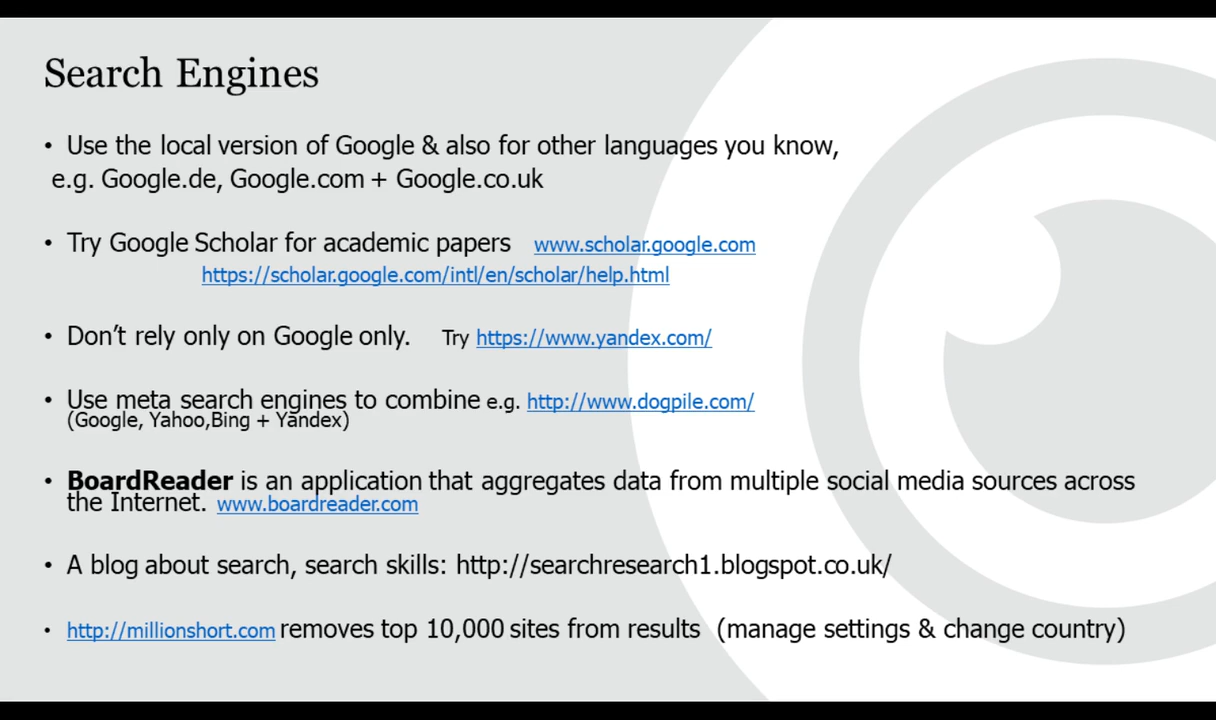 Search Engines
• Use the local version of Google & also for other languages you know,
e.g. Google.de, Google.com + Google.co.uk
• Try Google Scholar for academic papers www.scholar.google.com
https://scholar.google.com/intl/en/scholar/help.html
• Don't rely only on Google only. Try https://www.yandex.com/
• Use meta search engines to combine e.g. http://www.dogpile.com/
(Google, Yahoo,Bing + Yandex)
• BoardReader is an application that aggregates data from multiple social media sources across
the Internet. www.boardreader.com
• A blog about search, search skills: http://searchresearch1.blogspot.co.uk/
• http://millionshort.com removes top 10,000 sites from results (manage settings & change country)